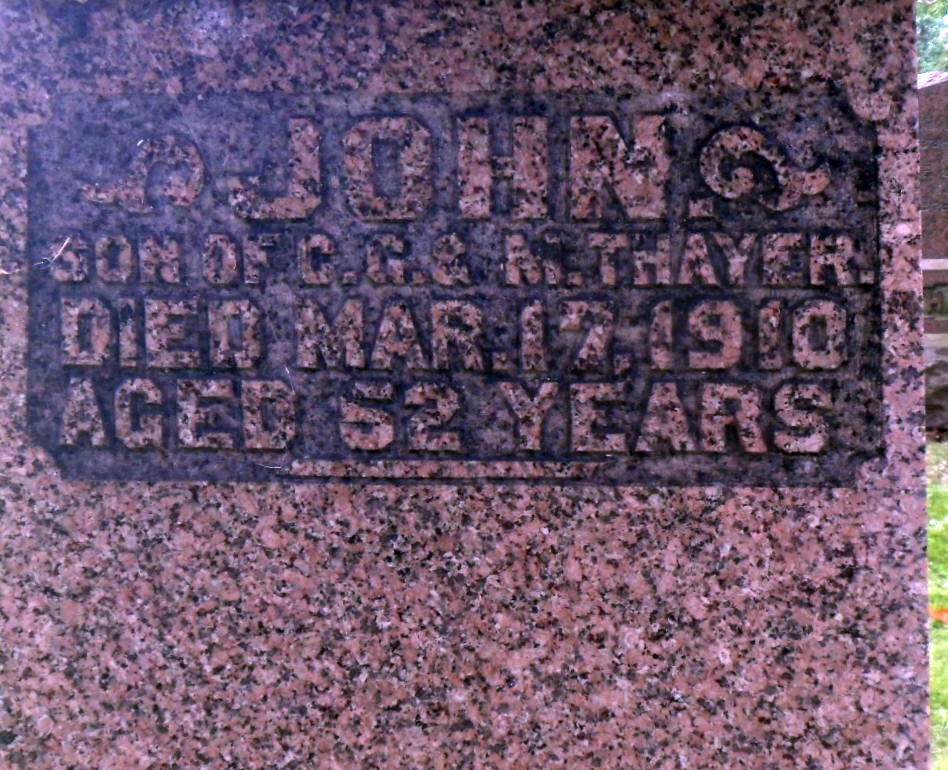 JOHN
SON OF C.G.& M.THAYER.
DIED MAR.17,1910
AGED 52 YEARS